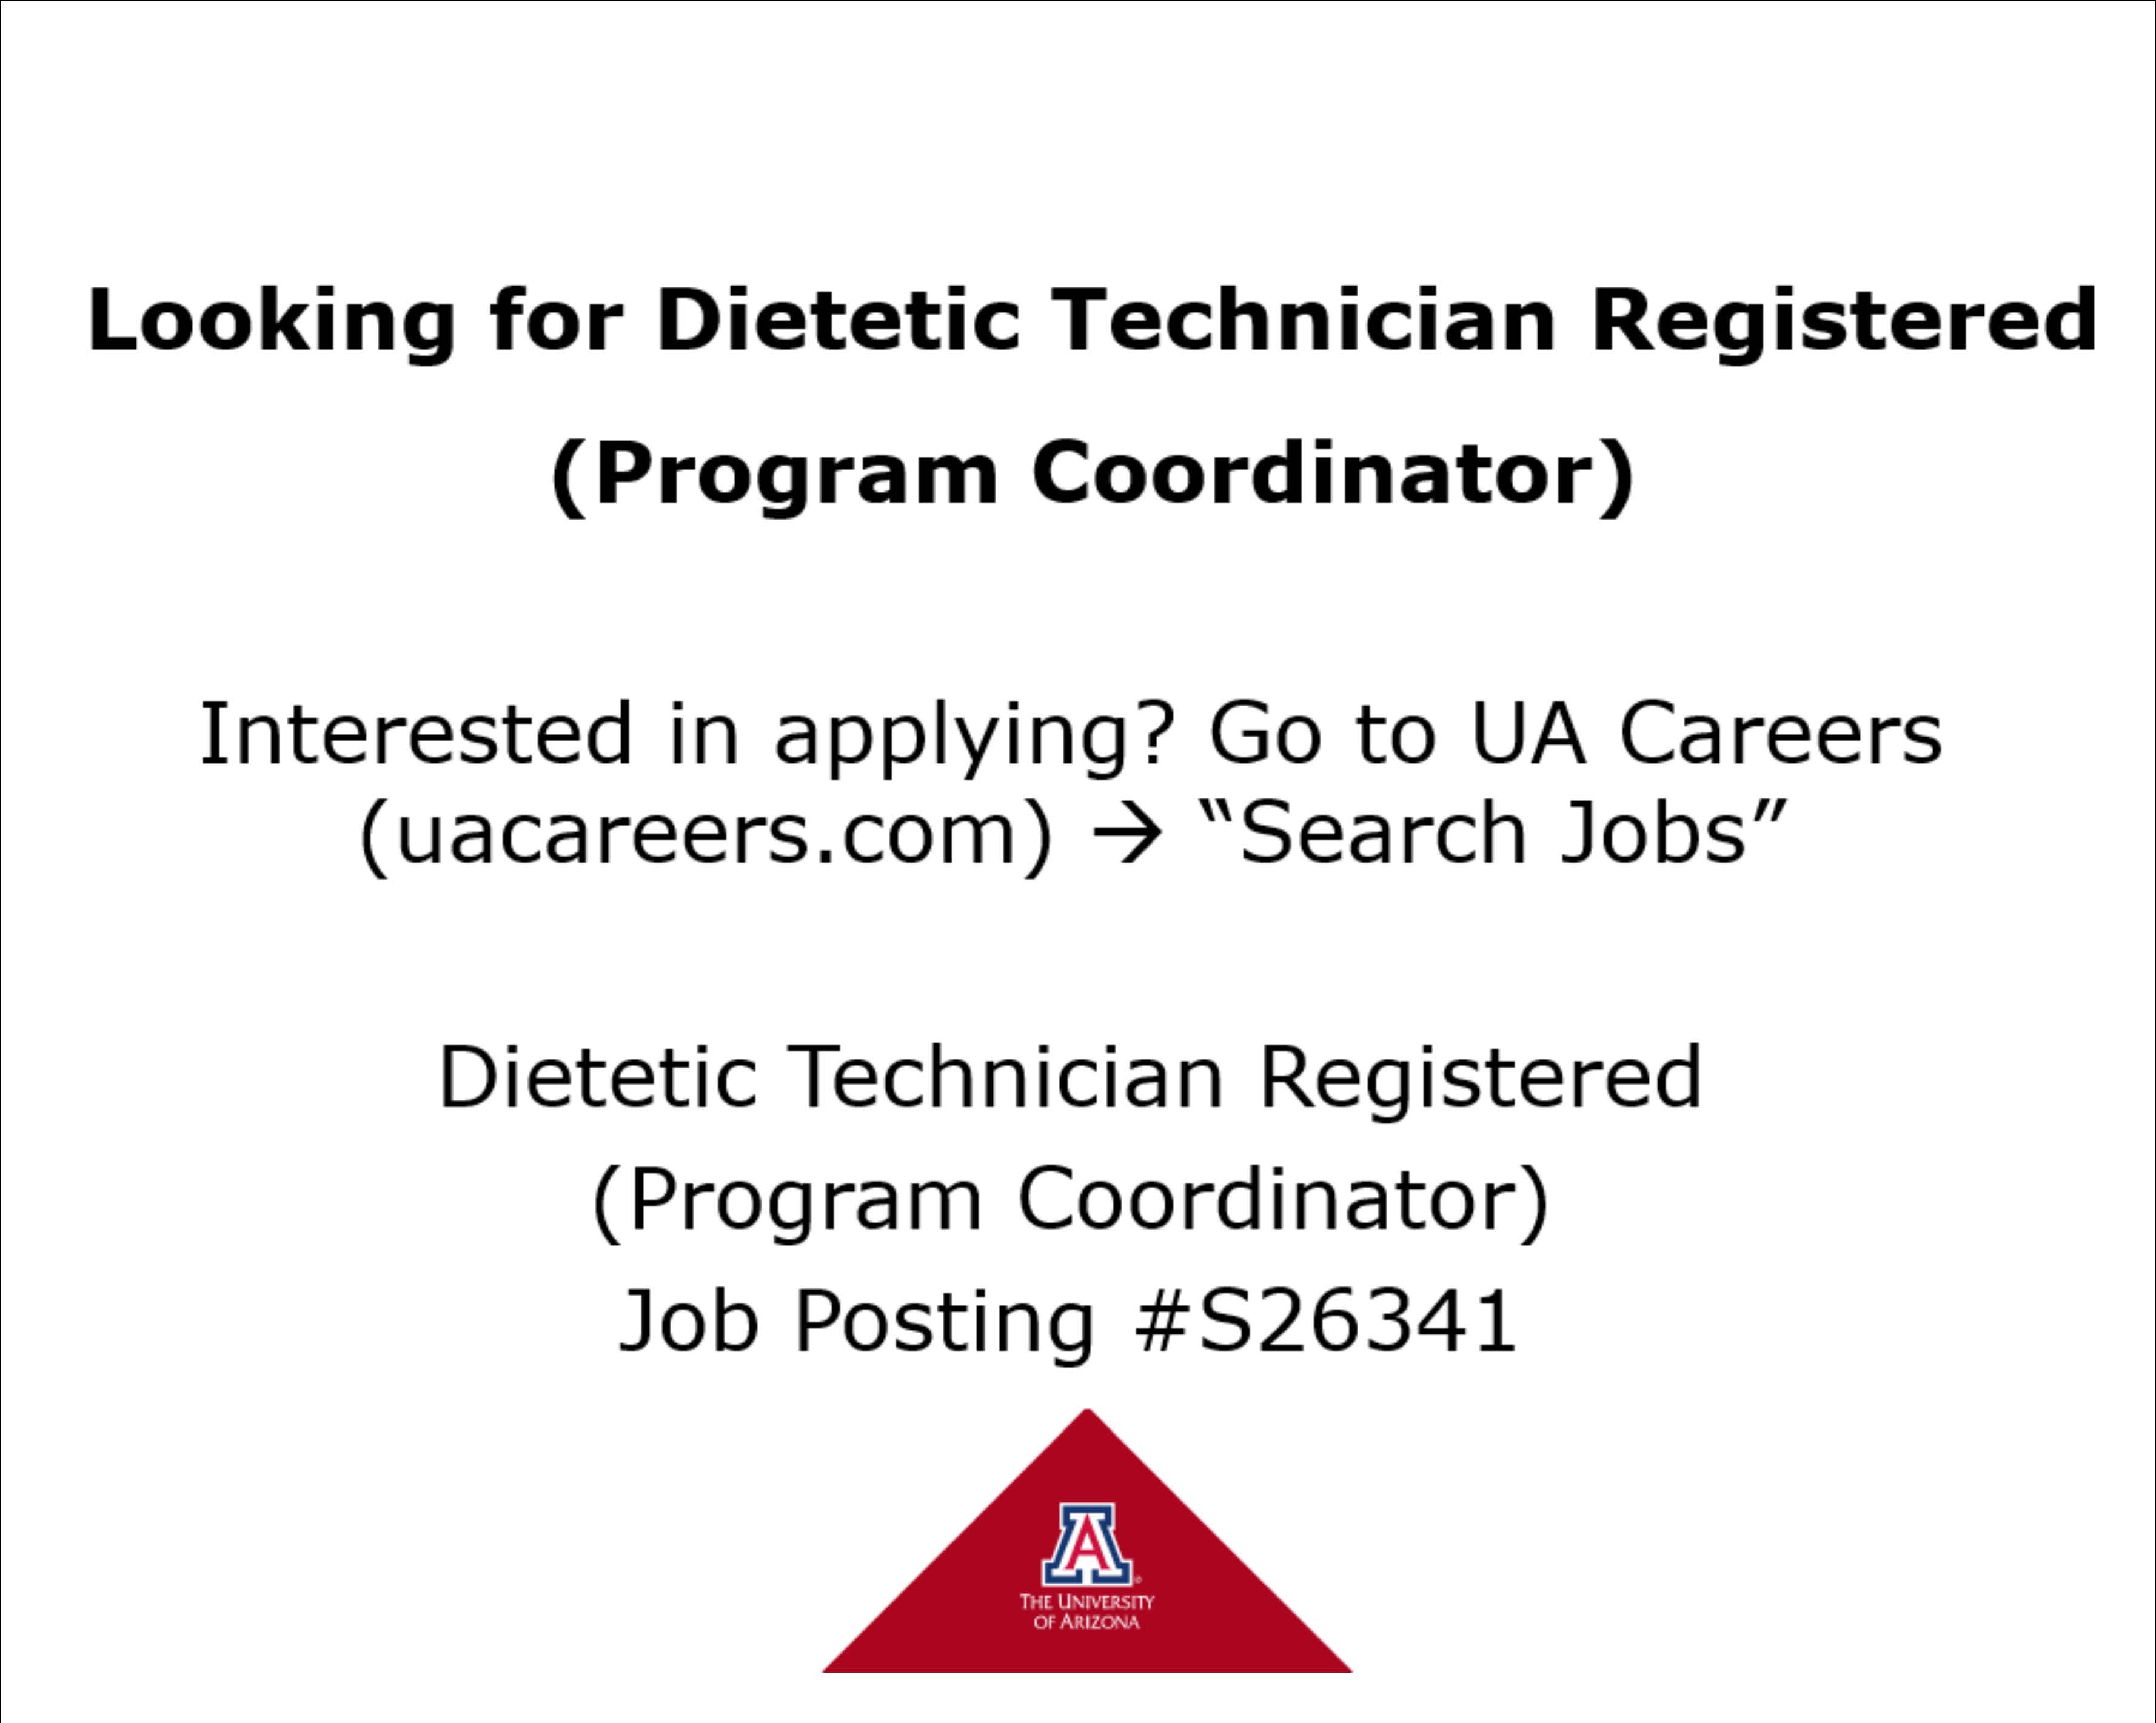 Looking for Dietetic Technician Registered
(Program Coordinator)
Interested in applying? Go to UA Careers
(uacareers.com) → “Search Jobs”
Dietetic Technician Registered
(Program Coordinator)
Job Posting #S26341
A
THE UNIVERSITY
OF ARIZONA